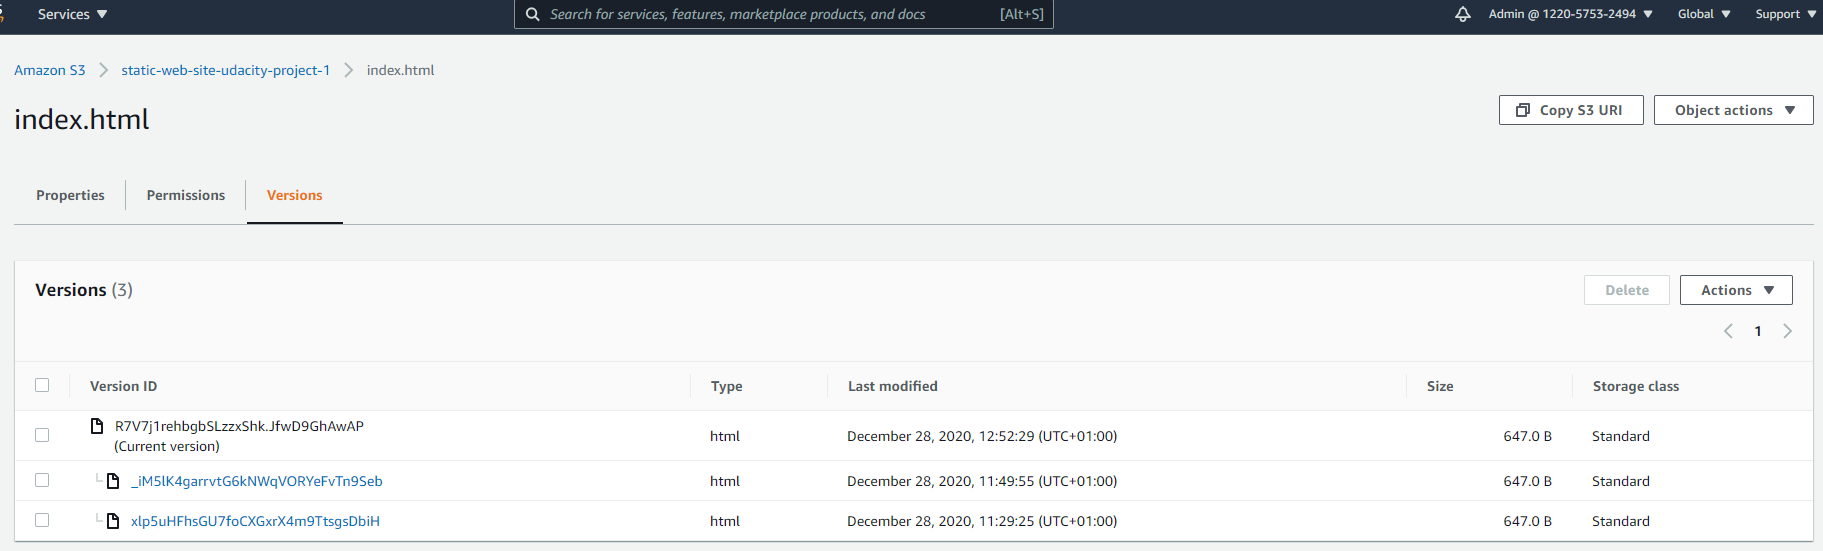 Services
Search for services, features, marketplace products, and docs [Alt+S]
Admin @ 1220-5753-2494 Global Support
Amazon S3 static-web-site-udacity-project-1 index.html
index.html
Copy S3 URI Object actions
Properties Permissions Versions
Versions (3)
Delete Actions
1
Version ID Type Last modified Size Storage class
R7V7j1rehbgbSLzzxShk.JfwD9GhAwAP
(Current version) html December 28, 2020, 12:52:29 (UTC+01:00) 647.0 B Standard
_iM5lK4garrvtG6kNWqVORYeFvTn9Seb html December 28, 2020, 11:49:55 (UTC+01:00) 647.0 B Standard
xlp5uHFhsGU7foCXGxrX4m9TtsgsDbiH html December 28, 2020, 11:29:25 (UTC+01:00) 647.0 B Standard